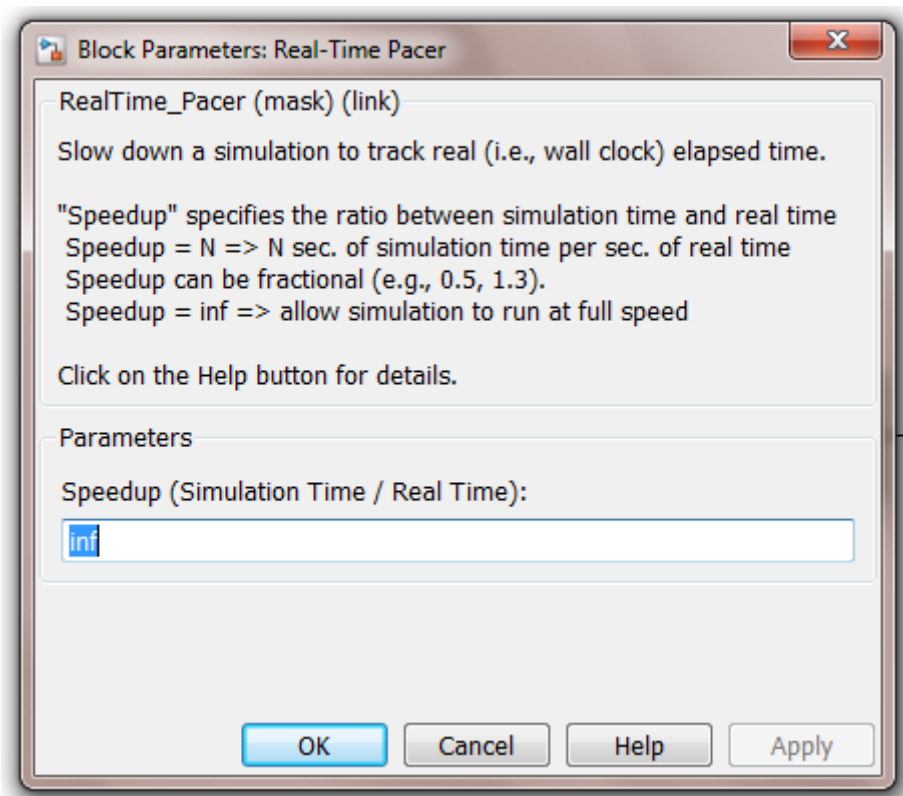 Block Parameters: Real-Time Pacer
RealTime_Pacer (mask) (link)
Slow down a simulation to track real (i.e., wall clock) elapsed time.
"Speedup" specifies the ratio between simulation time and real time
Speedup = N => N sec. of simulation time per sec. of real time
Speedup can be fractional (e.g., 0.5, 1.3).
Speedup = inf => allow simulation to run at full speed
Click on the Help button for details.
Parameters
Speedup (Simulation Time / Real Time):
inf
OK Cancel Help Apply